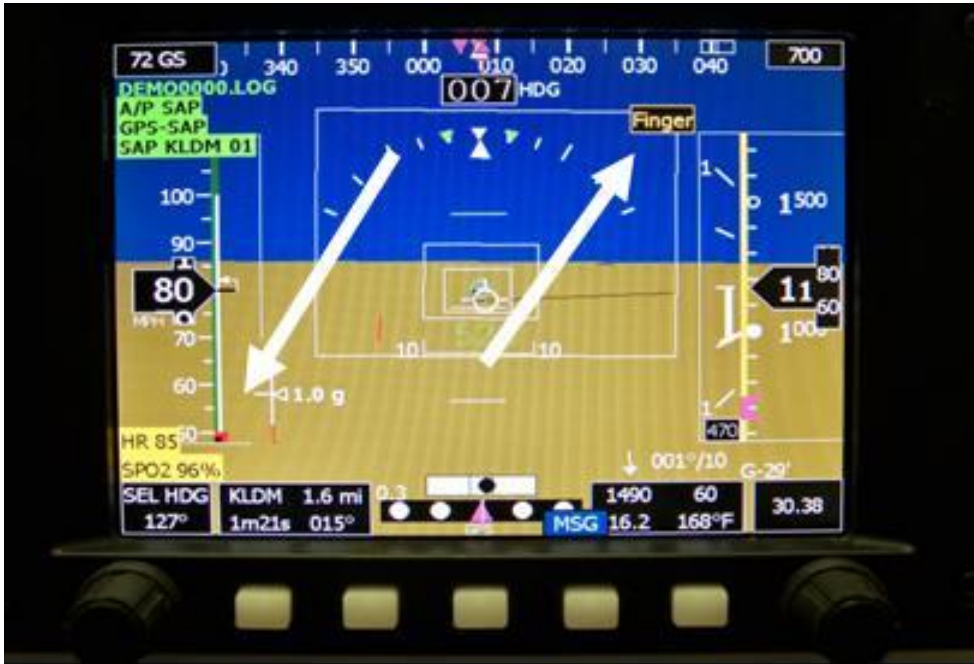 72 GS
340 350 000 010 020 030 040
700
DEMO0000.LOG
007 HDG
A/P SAP
GPS-SAP
SAP KLDM 01
Finger
1
100
1500
90
80
80
11
60
MPH
70
1000
10 10
60
1.0 g
1
470
HR 85
SPO2 96%
001°/10
G-29'
SEL HDG
127°
KLDM 1.6 mi
1m21s 015°
0.3
MSG
1490 60
16.2 168°F
30.38